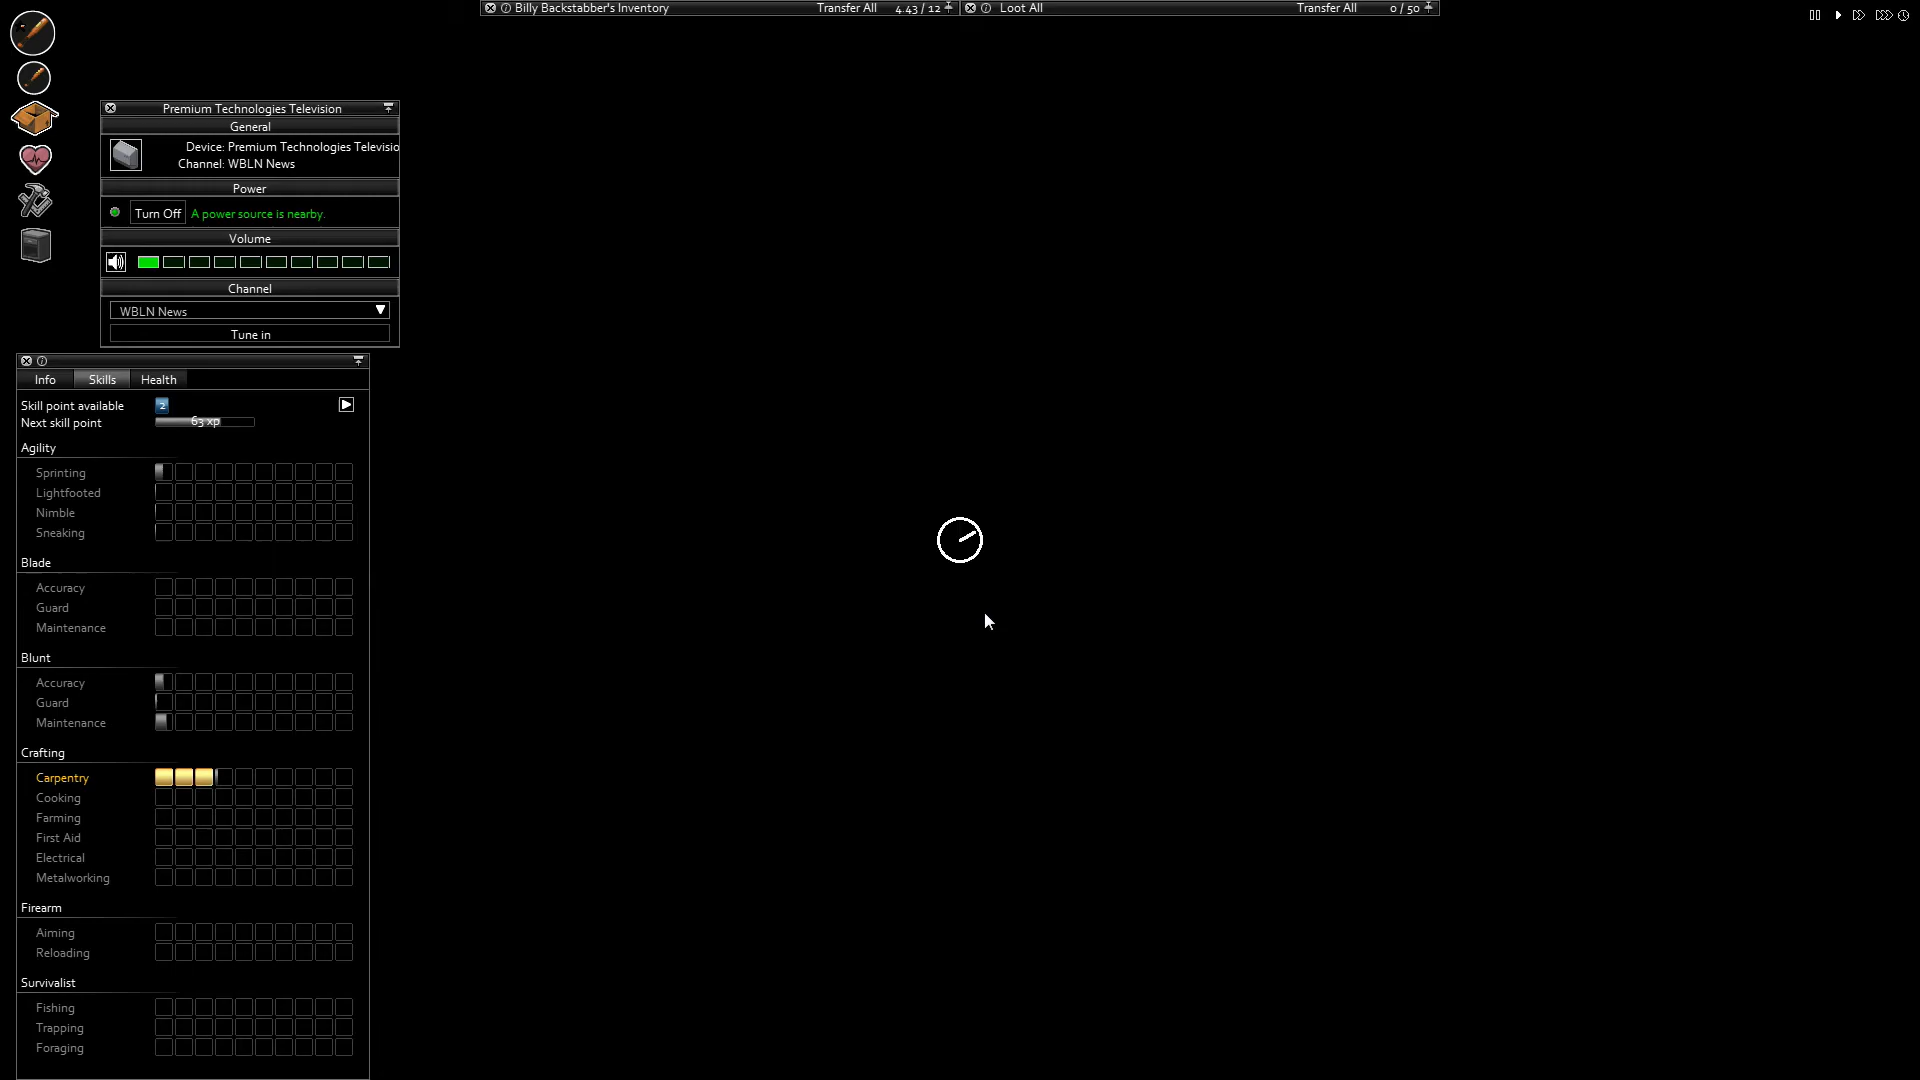 Billy Backstabber's Inventory Transfer All 4.43 / 12 Loot All Transfer All 0 / 50
Premium Technologies Television
General
Device: Premium Technologies Televisio
Channel: WBLN News
Power
Turn Off A power source is nearby.
Volume
Channel
WBLN News
Tune in
Info Skills Health
Skill point available 2
Next skill point 63 xp
Agility
Sprinting
Lightfooted
Nimble
Sneaking
Blade
Accuracy
Guard
Maintenance
Blunt
Accuracy
Guard
Maintenance
Crafting
Carpentry
Cooking
Farming
First Aid
Electrical
Metalworking
Firearm
Aiming
Reloading
Survivalist
Fishing
Trapping
Foraging